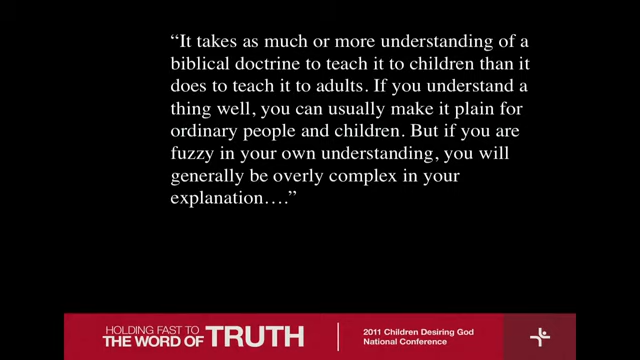 “It takes as much or more understanding of a
biblical doctrine to teach it to children than it
does to teach it to adults. If you understand a
thing well, you can usually make it plain for
ordinary people and children. But if you are
fuzzy in your own understanding, you will
generally be overly complex in your
explanation….”
HOLDING FAST TO
THE WORD OF TRUTH
2011 Children Desiring God
National Conference